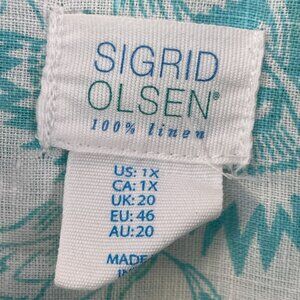 SIGRID
OLSEN®
100% linen
US: 1X
CA: 1X
UK: 20
EU: 46
AU: 20
MADE